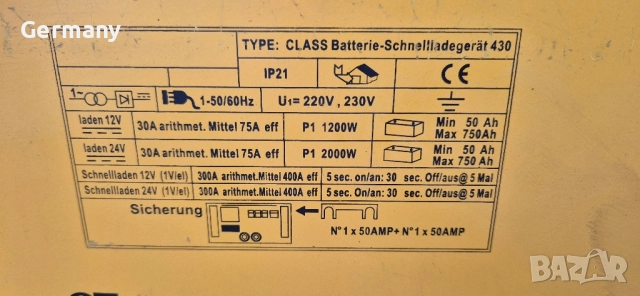 Germany
TYPE: CLASS Batterie-Schnellladegerät 430
IP21
CE
1~
1-50/60Hz
U1= 220V, 230V
laden 12V
30A arithmet. Mittel 75A eff
P1 1200W
Min 50 Ah
Max 750Ah
laden 24V
30A arithmet. Mittel 75A eff
P1 2000W
Min 50 Ah
Max 750 Ah
Schnellladen 12V (1V/el)
300A arithmet.Mittel 400A eff
5 sec. on/an: 30 sec. Off/aus@ 5 Mal
Schnellladen 24V (1V/el)
300A arithmet.Mittel 400A eff
5 sec. on/an: 30 sec. Off/aus@ 5 Mal
Sicherung
N°1 x 50AMP+ N°1 x 50AMP
BAZAR